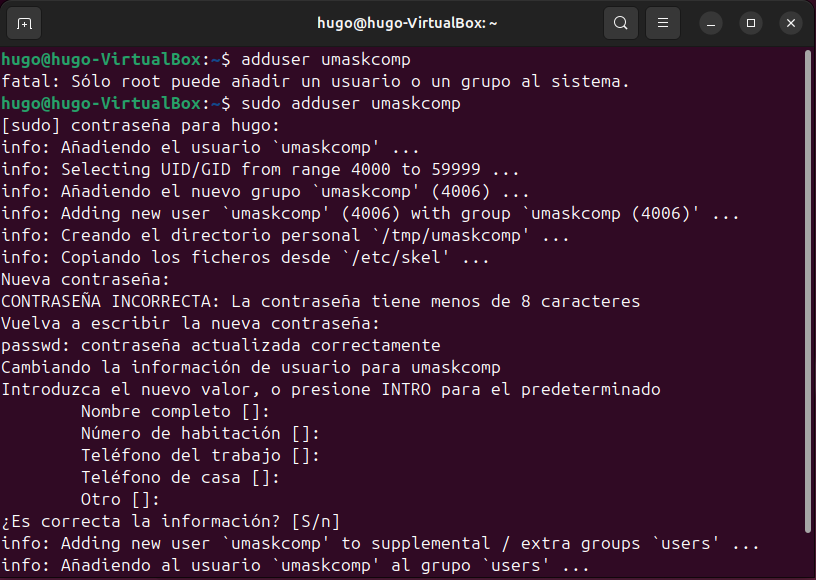 hugo@hugo-VirtualBox: ~
hugo@hugo-VirtualBox:~$ adduser umaskcomp
fatal: Sólo root puede añadir un usuario o un grupo al sistema.
hugo@hugo-VirtualBox:~$ sudo adduser umaskcomp
[sudo] contraseña para hugo:
info: Añadiendo el usuario `umaskcomp' ...
info: Selecting UID/GID from range 4000 to 59999 ...
info: Añadiendo el nuevo grupo `umaskcomp' (4006) ...
info: Adding new user `umaskcomp' (4006) with group `umaskcomp (4006)' ...
info: Creando el directorio personal `/tmp/umaskcomp' ...
info: Copiando los ficheros desde `/etc/skel' ...
Nueva contraseña:
CONTRASEÑA INCORRECTA: La contraseña tiene menos de 8 caracteres
Vuelva a escribir la nueva contraseña:
passwd: contraseña actualizada correctamente
Cambiando la información de usuario para umaskcomp
Introduzca el nuevo valor, o presione INTRO para el predeterminado
Nombre completo []:
Número de habitación []:
Teléfono del trabajo []:
Teléfono de casa []:
Otro []:
¿Es correcta la información? [S/n]
info: Adding new user `umaskcomp' to supplemental / extra groups `users' ...
info: Añadiendo al usuario `umaskcomp' al grupo `users' ...